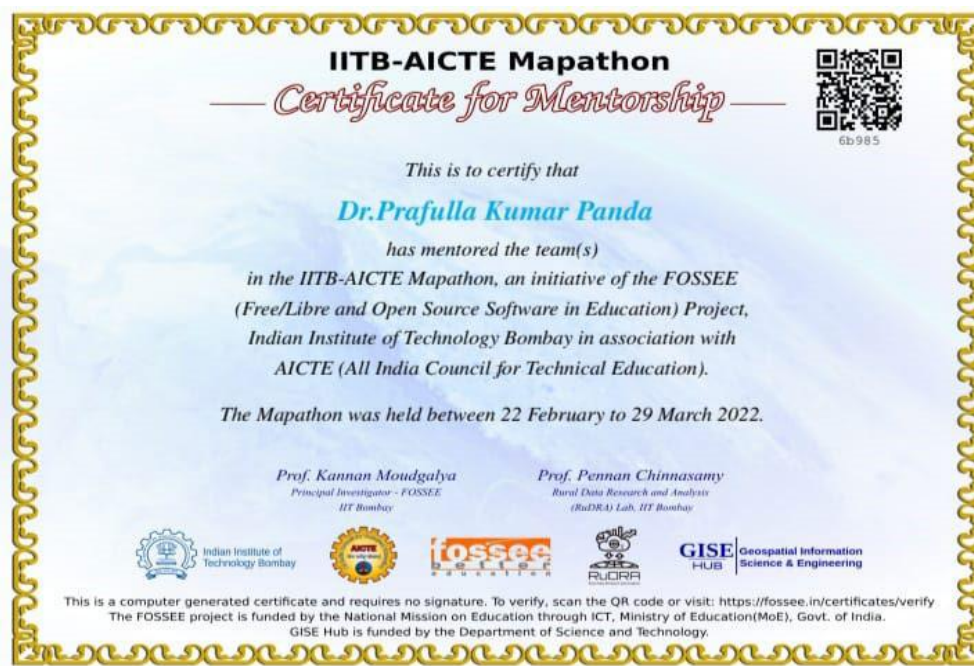 IITB-AICTE Mapathon
Certificate for Mentorship
6b985
This is to certify that
Dr.Prafulla Kumar Panda
has mentored the team(s)
in the IITB-AICTE Mapathon, an initiative of the FOSSEE
(Free/Libre and Open Source Software in Education) Project,
Indian Institute of Technology Bombay in association with
AICTE (All India Council for Technical Education).
The Mapathon was held between 22 February to 29 March 2022.
Prof. Kannan Moudgalya
Principal Investigator - FOSSEE
IIT Bombay
Prof. Pennan Chinnasamy
Rural Data Research and Analysis
(RuDRA) Lab, IIT Bombay
Indian Institute of
Technology Bombay
AICTE
fossee
better
education
RuDRA
GISE
HUB
Geospatial Information
Science & Engineering
This is a computer generated certificate and requires no signature. To verify, scan the QR code or visit: https://fossee.in/certificates/verify
The FOSSEE project is funded by the National Mission on Education through ICT, Ministry of Education(MoE), Govt. of India.
GISE Hub is funded by the Department of Science and Technology.